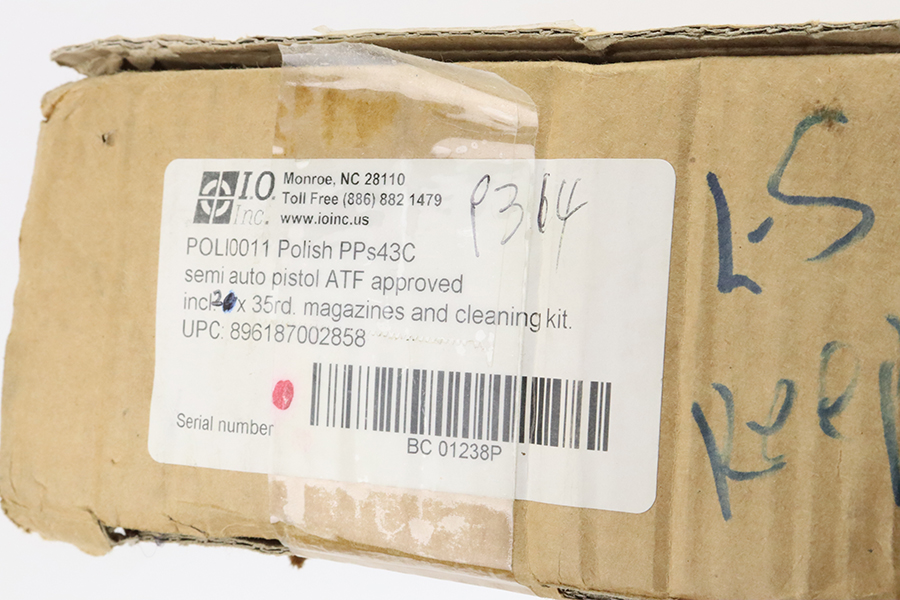 I.O. Inc.
Monroe, NC 28110
Toll Free (886) 882 1479
www.ioinc.us
P364
POLI0011 Polish PPs43C
semi auto pistol ATF approved
incl. x 35rd. magazines and cleaning kit.
UPC: 896187002858
Serial number
BC 01238P